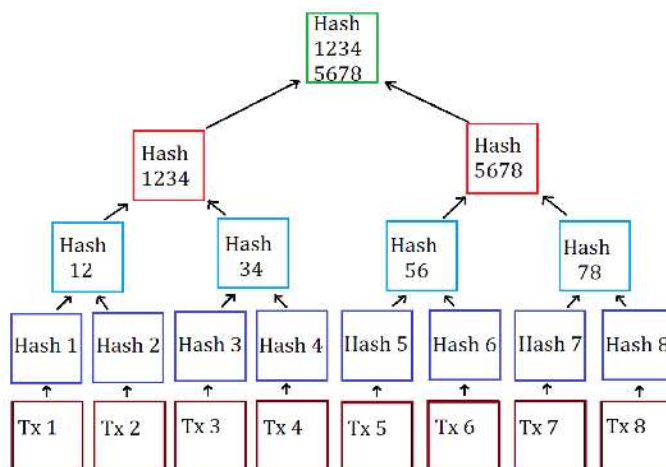 Hash
1234
5678
Hash
1234
Hash
5678
Hash
12
Hash
34
Hash
56
Hash
78
Hash 1
Hash 2
Hash 3
Hash 4
Hash 5
Hash 6
Hash 7
Hash 8
Tx 1
Tx 2
Tx 3
Tx 4
Tx 5
Tx 6
Tx 7
Tx 8